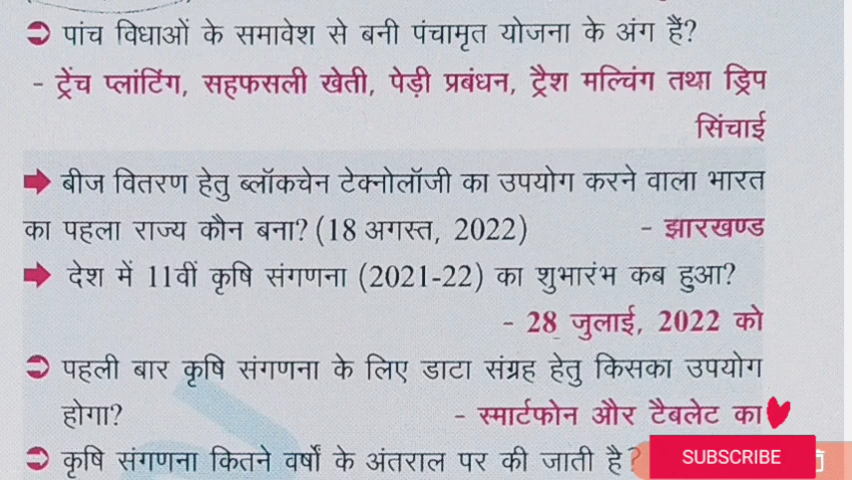 पांच विधाओं के समावेश से बनी पंचामृत योजना के अंग हैं?
- ट्रेंच प्लांटिंग, सहफसली खेती, पेड़ी प्रबंधन, ट्रैश मल्चिंग तथा ड्रिप
सिंचाई
बीज वितरण हेतु ब्लॉकचेन टेक्नोलॉजी का उपयोग करने वाला भारत
का पहला राज्य कौन बना? (18 अगस्त, 2022) - झारखण्ड
देश में 11वीं कृषि संगणना (2021-22) का शुभारंभ कब हुआ?
- 28 जुलाई, 2022 को
पहली बार कृषि संगणना के लिए डाटा संग्रह हेतु किसका उपयोग
होगा? - स्मार्टफोन और टैबलेट का
कृषि संगणना कितने वर्षों के अंतराल पर की जाती है?
SUBSCRIBE